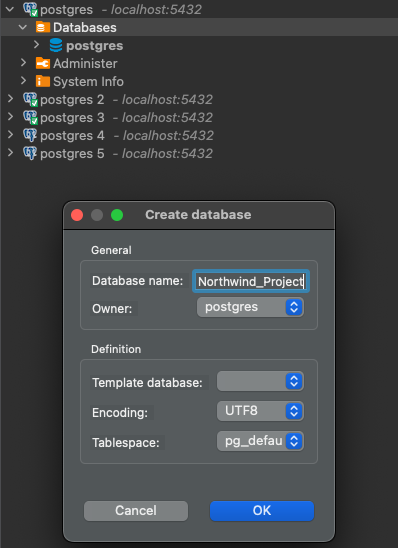 postgres - localhost:5432
Databases
postgres
Administer
System Info
postgres 2 - localhost:5432
postgres 3 - localhost:5432
postgres 4 - localhost:5432
postgres 5 - localhost:5432
Create database
General
Database name: Northwind_Project
Owner: postgres
Definition
Template database:
Encoding: UTF8
Tablespace: pg_defau
Cancel OK